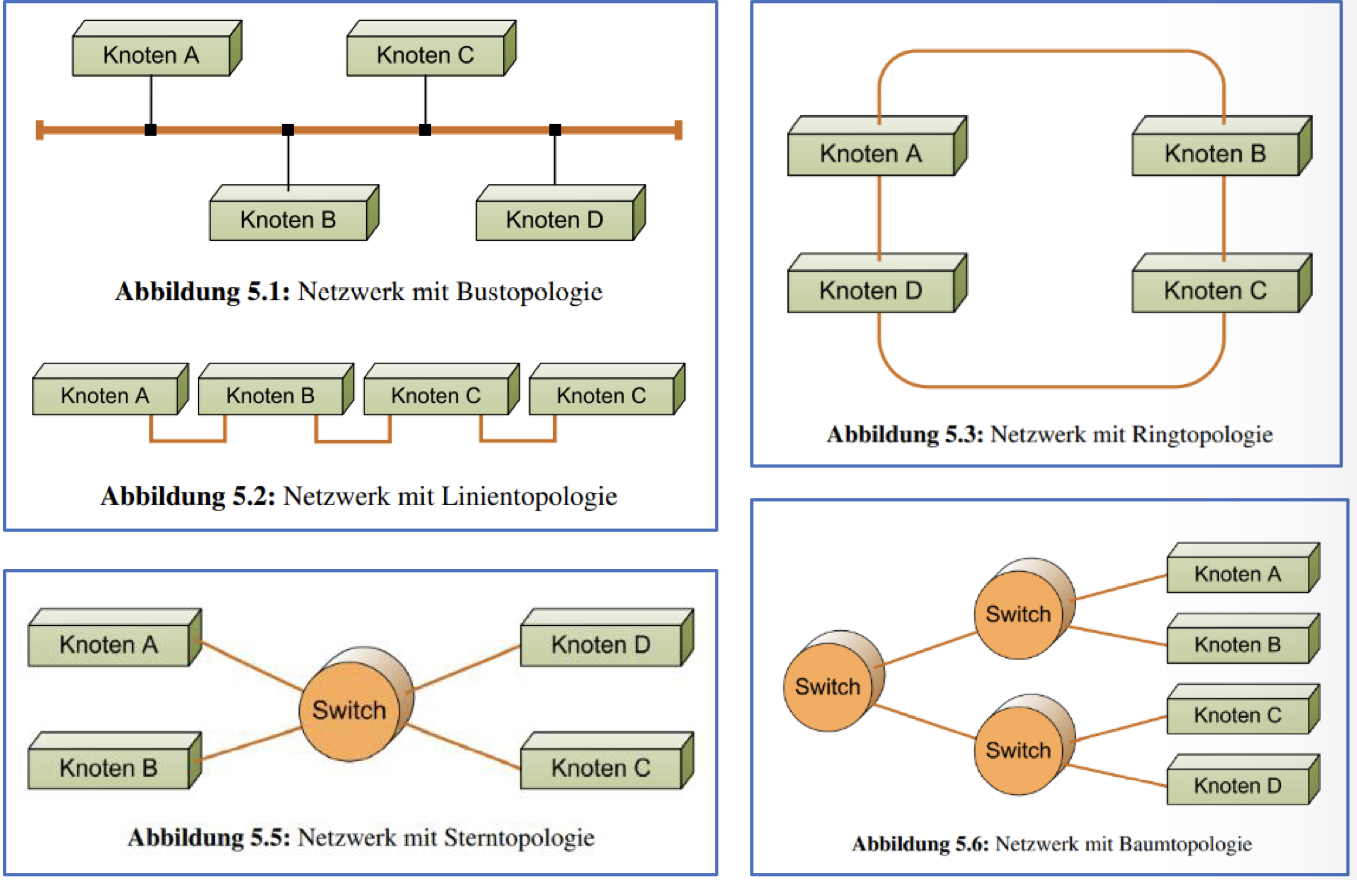 Knoten A
Knoten C
Knoten B
Knoten D
Abbildung 5.1: Netzwerk mit Bustopologie
Knoten A
Knoten B
Knoten C
Knoten C
Abbildung 5.2: Netzwerk mit Linientopologie
Knoten A
Knoten B
Knoten D
Knoten C
Abbildung 5.3: Netzwerk mit Ringtopologie
Knoten A
Knoten D
Switch
Knoten B
Knoten C
Abbildung 5.5: Netzwerk mit Sterntopologie
Knoten A
Switch
Knoten B
Switch
Knoten C
Switch
Knoten D
Abbildung 5.6: Netzwerk mit Baumtopologie